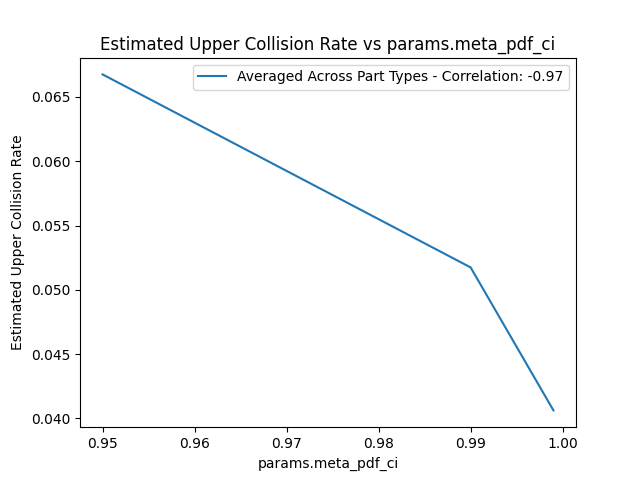 Estimated Upper Collision Rate vs params.meta_pdf_ci
Averaged Across Part Types - Correlation: -0.97
Estimated Upper Collision Rate
0.065
0.060
0.055
0.050
0.045
0.040
0.95 0.96 0.97 0.98 0.99 1.00
params.meta_pdf_ci